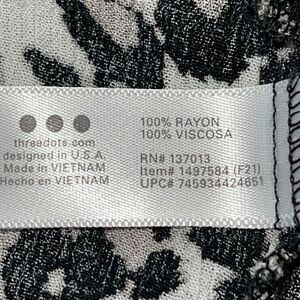 threedots.com
designed in U.S.A.
Made in VIETNAM
Hecho en VIETNAM
100% RAYON
100% VISCOSA
RN# 137013
Item# 1497584 (F21)
UPC# 745934424651